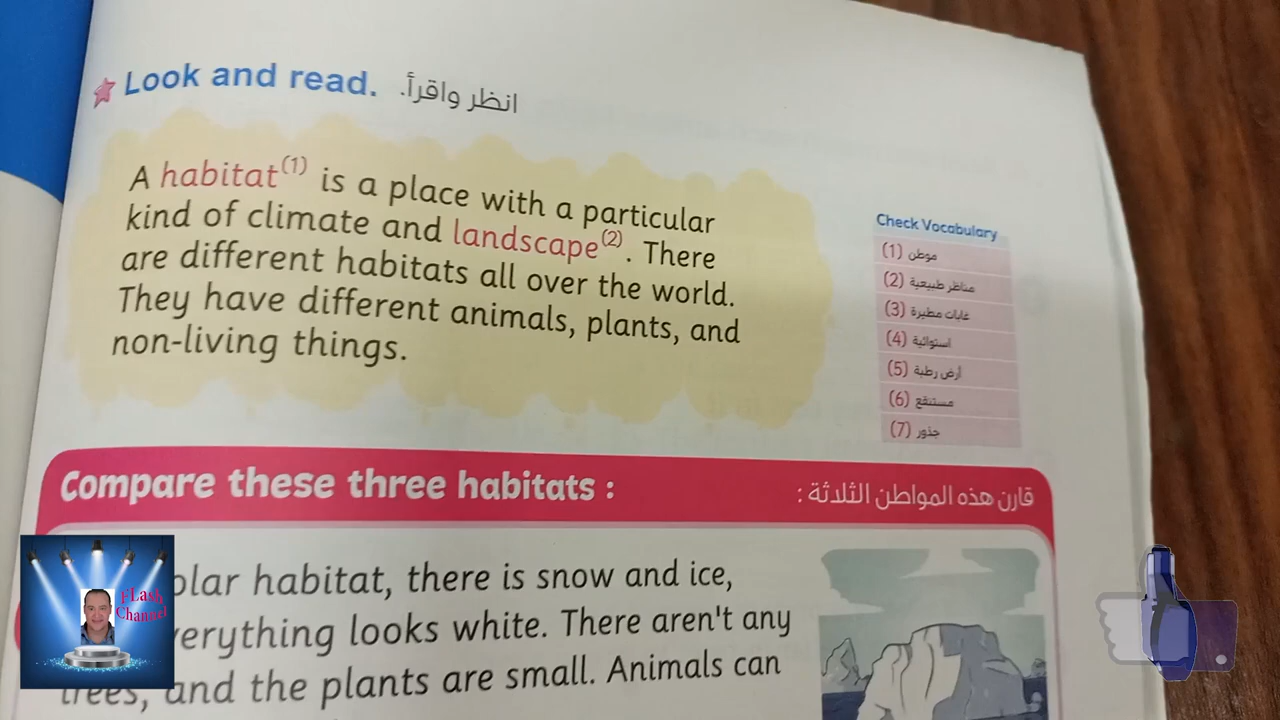 Look and read. انظر واقرأ.
A habitat(1) is a place with a particular
kind of climate and landscape(2). There
are different habitats all over the world.
They have different animals, plants, and
non-living things.
Check Vocabulary
(1) موطن
(2) مناظر طبيعية
(3) غابات مطيرة
(4) استوائية
(5) أرض رطبة
(6) مستنقع
(7) جذور
Compare these three habitats : قارن هذه المواطن الثلاثة :
habitat, there is snow and ice,
looks white. There aren't any
trees, and the plants are small. Animals can
FLash
Channel